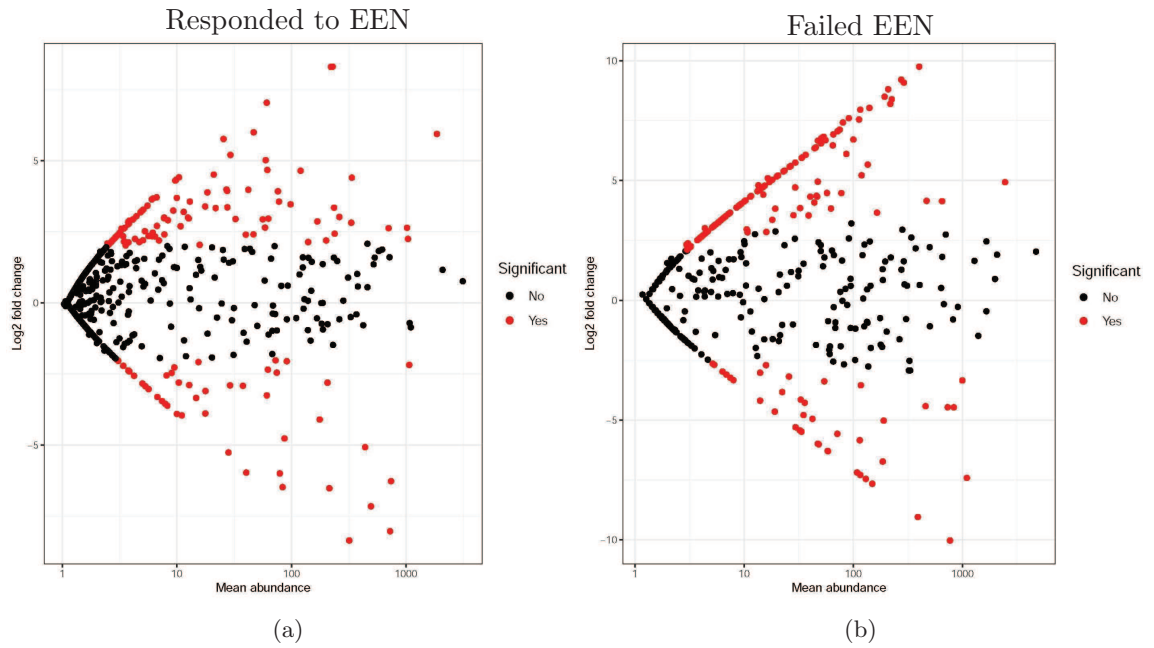 Responded to EEN
Failed EEN
5
0
−5
Log2 fold change
1
10
100
1000
Mean abundance
Significant
No
Yes
(a)
10
5
0
−5
−10
Log2 fold change
1
10
100
1000
Mean abundance
Significant
No
Yes
(b)